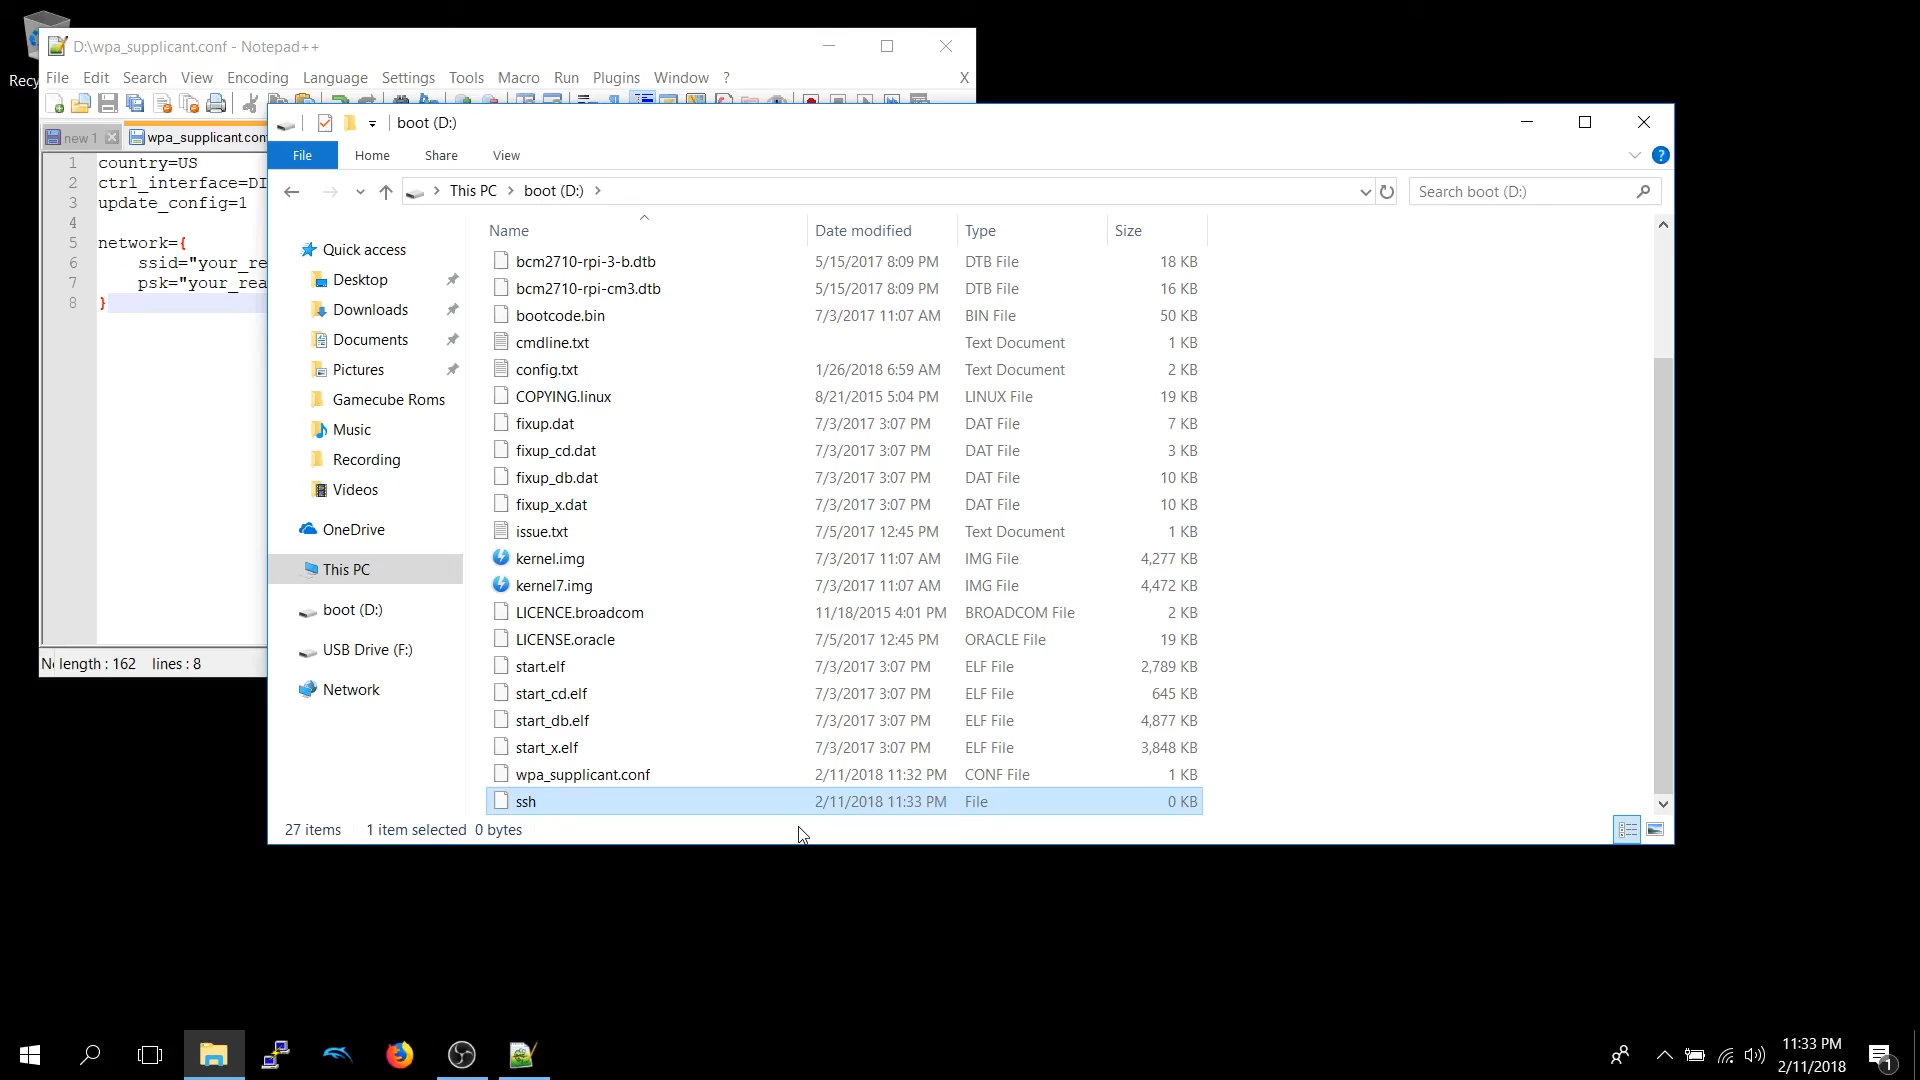 Recy
D:\wpa_supplicant.conf - Notepad++
File Edit Search View Encoding Language Settings Tools Macro Run Plugins Window ? X
new 1 wpa_supplicant.con
1 country=US
2 ctrl_interface=DI
3 update_config=1
4
5 network={
6 ssid="your_re
7 psk="your_rea
8 }
length : 162 lines : 8
boot (D:)
File Home Share View
This PC boot (D:)
Search boot (D:)
Quick access
Desktop
Downloads
Documents
Pictures
Gamecube Roms
Music
Recording
Videos
OneDrive
This PC
boot (D:)
USB Drive (F:)
Network
Name Date modified Type Size
bcm2710-rpi-3-b.dtb 5/15/2017 8:09 PM DTB File 18 KB
bcm2710-rpi-cm3.dtb 5/15/2017 8:09 PM DTB File 16 KB
bootcode.bin 7/3/2017 11:07 AM BIN File 50 KB
cmdline.txt Text Document 1 KB
config.txt 1/26/2018 6:59 AM Text Document 2 KB
COPYING.linux 8/21/2015 5:04 PM LINUX File 19 KB
fixup.dat 7/3/2017 3:07 PM DAT File 7 KB
fixup_cd.dat 7/3/2017 3:07 PM DAT File 3 KB
fixup_db.dat 7/3/2017 3:07 PM DAT File 10 KB
fixup_x.dat 7/3/2017 3:07 PM DAT File 10 KB
issue.txt 7/5/2017 12:45 PM Text Document 1 KB
kernel.img 7/3/2017 11:07 AM IMG File 4,277 KB
kernel7.img 7/3/2017 11:07 AM IMG File 4,472 KB
LICENCE.broadcom 11/18/2015 4:01 PM BROADCOM File 2 KB
LICENSE.oracle 7/5/2017 12:45 PM ORACLE File 19 KB
start.elf 7/3/2017 3:07 PM ELF File 2,789 KB
start_cd.elf 7/3/2017 3:07 PM ELF File 645 KB
start_db.elf 7/3/2017 3:07 PM ELF File 4,877 KB
start_x.elf 7/3/2017 3:07 PM ELF File 3,848 KB
wpa_supplicant.conf 2/11/2018 11:32 PM CONF File 1 KB
ssh 2/11/2018 11:33 PM File 0 KB
27 items 1 item selected 0 bytes
11:33 PM
2/11/2018
1